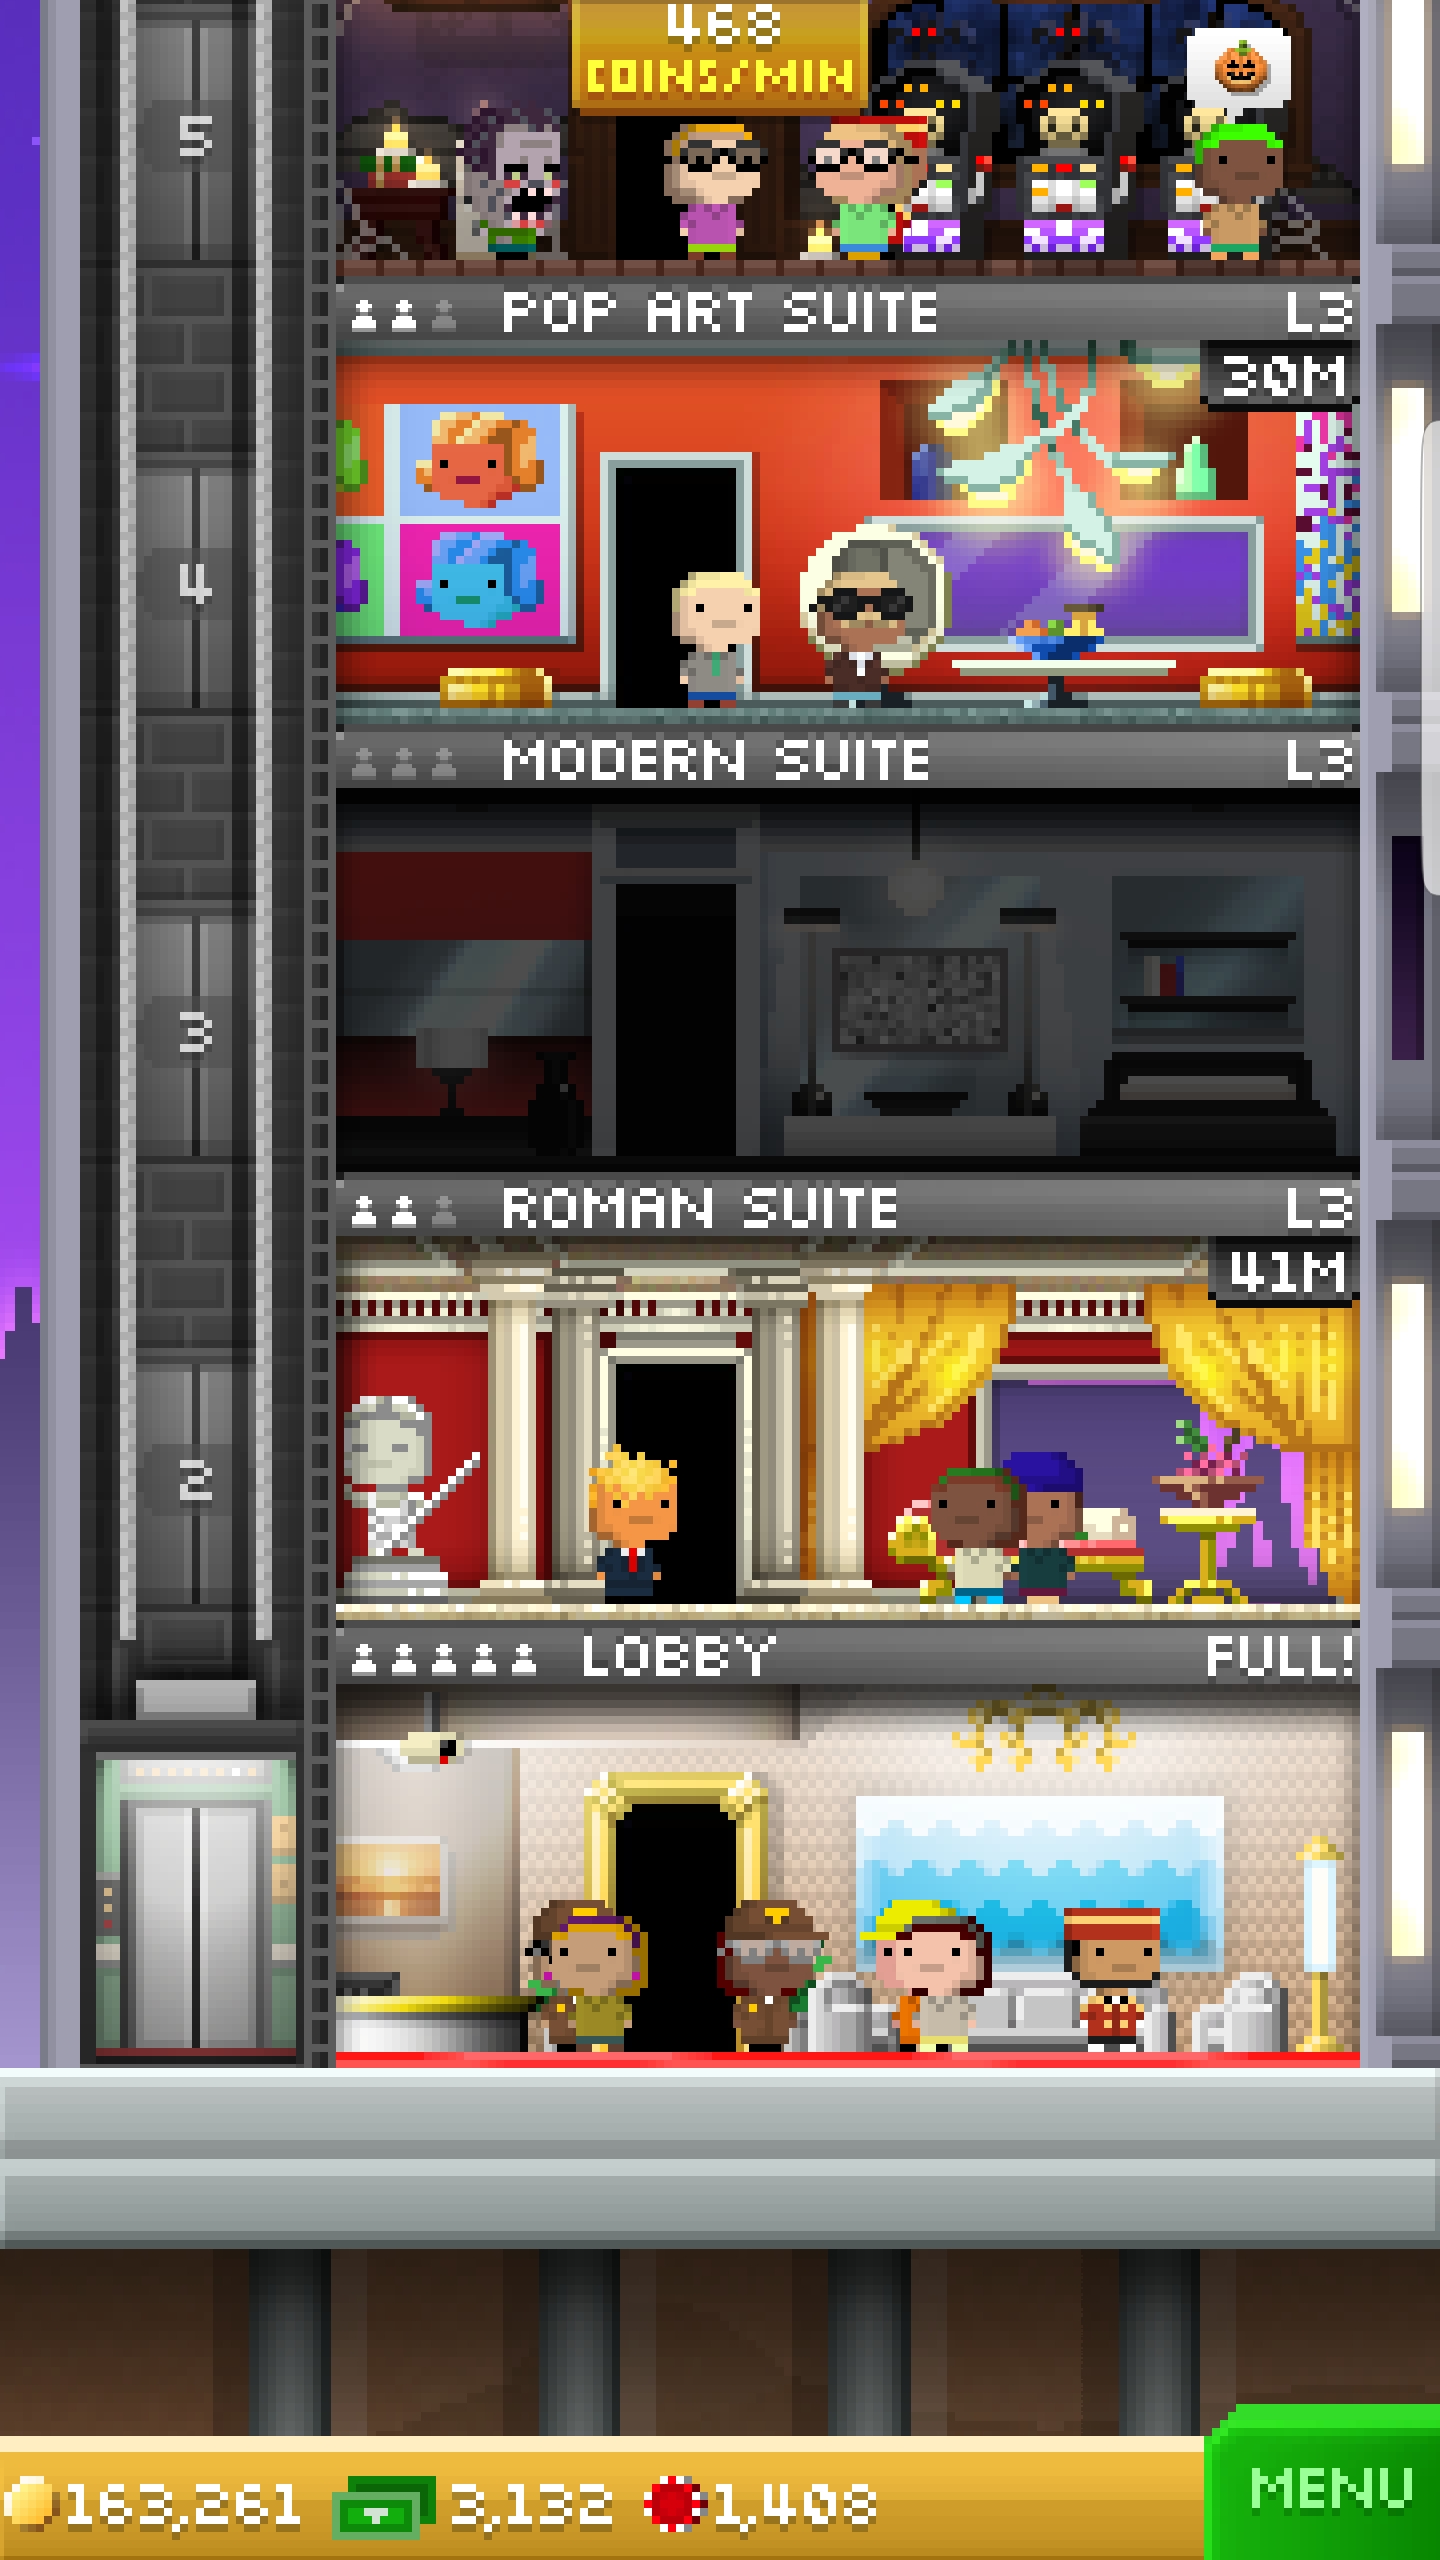 468
COINS/MIN
5
POP ART SUITE L3
30M
4
MODERN SUITE L3
3
ROMAN SUITE L3
41M
2
LOBBY FULL!
163,261 3,132 1,408
MENU